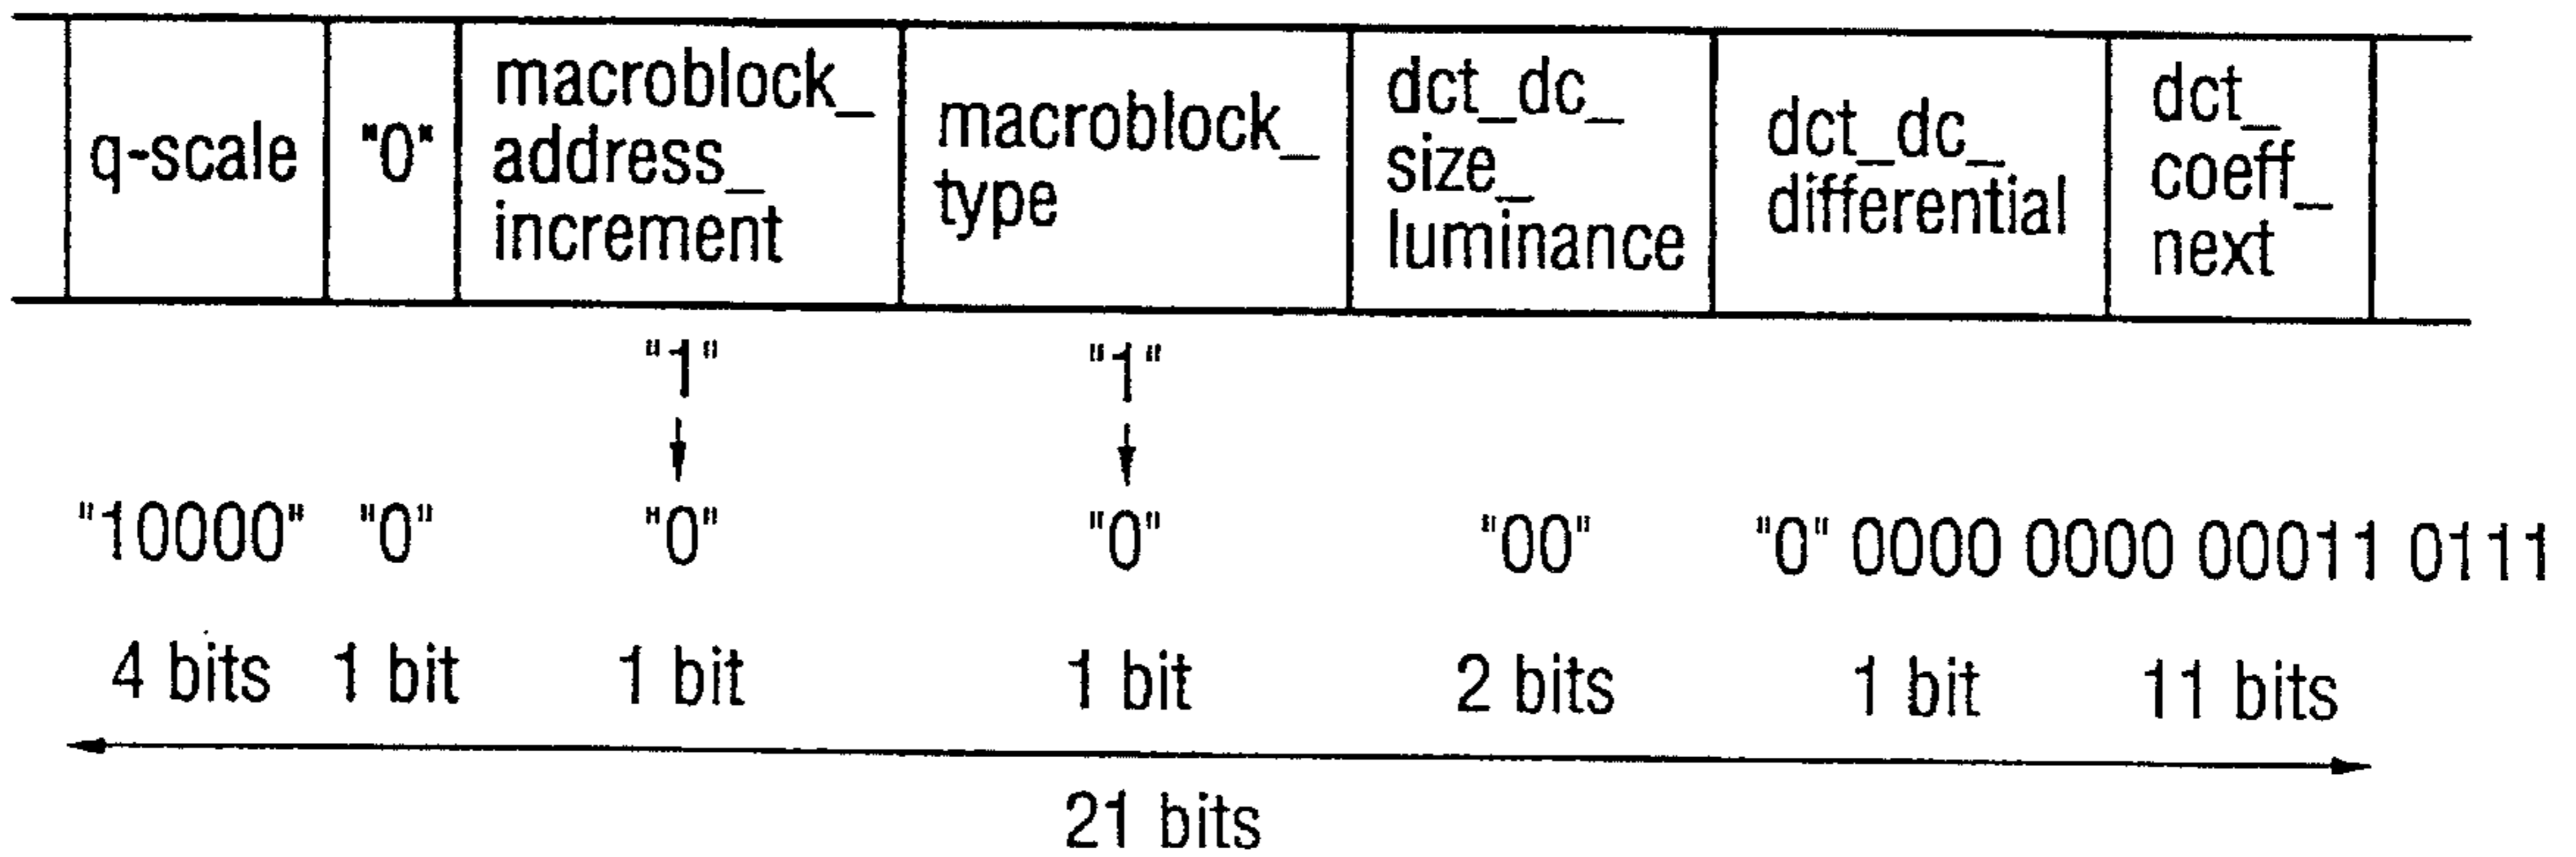 q-scale
"0"
macroblock_
address_
increment
macroblock_
type
dct_dc_
size_
luminance
dct_dc_
differential
dct_
coeff_
next
"1" "1"
"10000" "0" "0" "0" "00" "0" 0000 0000 00011 0111
4 bits 1 bit 1 bit 1 bit 2 bits 1 bit 11 bits
21 bits